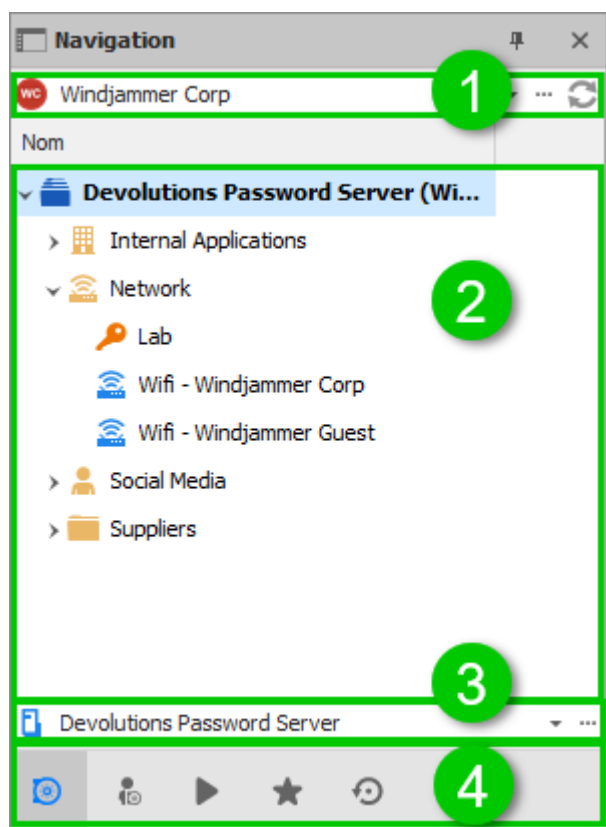 Navigation
WC Windjammer Corp
1
Nom
Devolutions Password Server (Wi...
Internal Applications
Network
2
Lab
Wifi - Windjammer Corp
Wifi - Windjammer Guest
Social Media
Suppliers
3
Devolutions Password Server
4